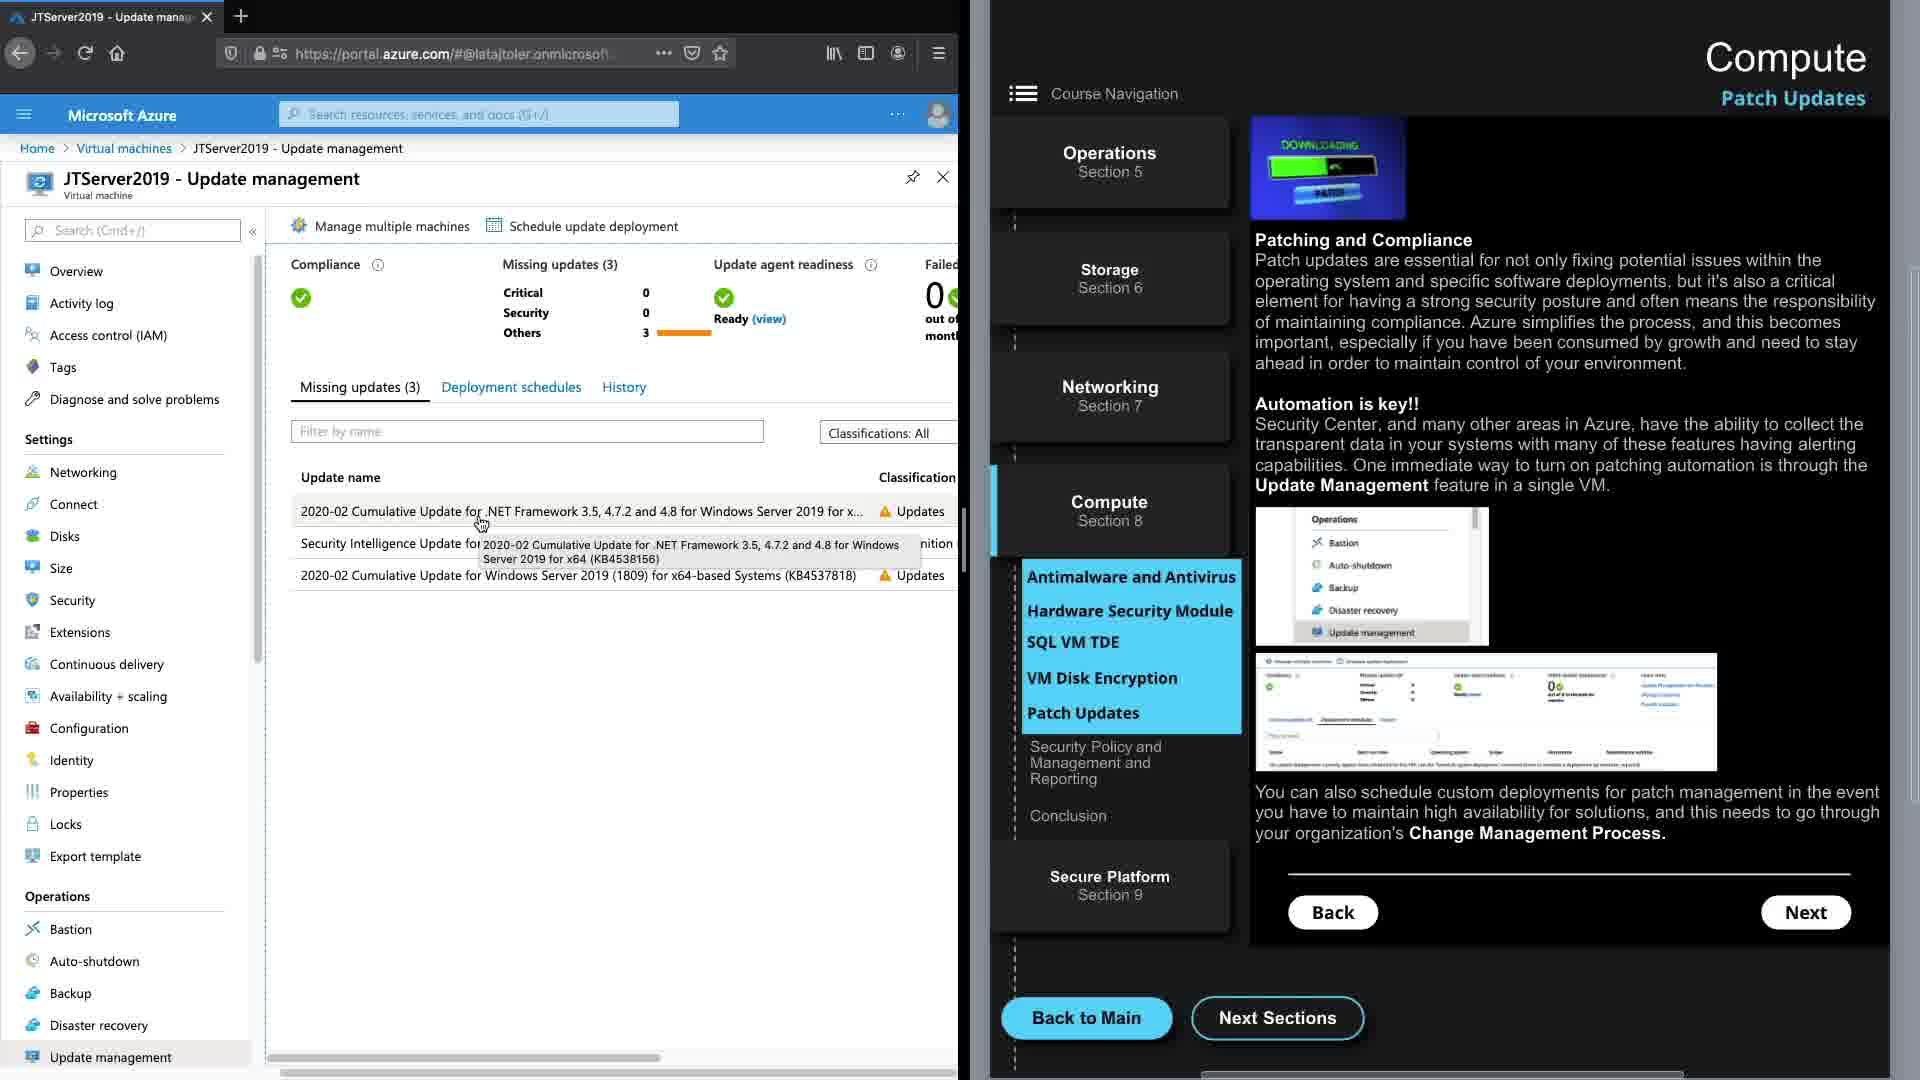 JTServer2019 - Update mana
https://portal.azure.com/#@latajtoler.onmicrosoft
Microsoft Azure
Search resources, services, and docs (G+/)
Home > Virtual machines > JTServer2019 - Update management
JTServer2019 - Update management
Virtual machine
Search (Cmd+/)
Overview
Activity log
Access control (IAM)
Tags
Diagnose and solve problems
Settings
Networking
Connect
Disks
Size
Security
Extensions
Continuous delivery
Availability + scaling
Configuration
Identity
Properties
Locks
Export template
Operations
Bastion
Auto-shutdown
Backup
Disaster recovery
Update management
Manage multiple machines Schedule update deployment
Compliance
Missing updates (3)
Critical 0
Security 0
Others 3
Update agent readiness
Ready (view)
Failed
0
out of
month
Missing updates (3) Deployment schedules History
Filter by name
Classifications: All
Update name Classification
2020-02 Cumulative Update for .NET Framework 3.5, 4.7.2 and 4.8 for Windows Server 2019 for x... Updates
Security Intelligence Update for nition
2020-02 Cumulative Update for .NET Framework 3.5, 4.7.2 and 4.8 for Windows
Server 2019 for x64 (KB4538156)
2020-02 Cumulative Update for Windows Server 2019 (1809) for x64-based Systems (KB4537818) Updates
Compute
Patch Updates
Course Navigation
Operations
Section 5
Storage
Section 6
Networking
Section 7
Compute
Section 8
Antimalware and Antivirus
Hardware Security Module
SQL VM TDE
VM Disk Encryption
Patch Updates
Security Policy and
Management and
Reporting
Conclusion
Secure Platform
Section 9
Back to Main
Next Sections
DOWNLOADING
PATCH
Patching and Compliance
Patch updates are essential for not only fixing potential issues within the
operating system and specific software deployments, but it's also a critical
element for having a strong security posture and often means the responsibility
of maintaining compliance. Azure simplifies the process, and this becomes
important, especially if you have been consumed by growth and need to stay
ahead in order to maintain control of your environment.
Automation is key!!
Security Center, and many other areas in Azure, have the ability to collect the
transparent data in your systems with many of these features having alerting
capabilities. One immediate way to turn on patching automation is through the
Update Management feature in a single VM.
Operations
Bastion
Auto-shutdown
Backup
Disaster recovery
Update management
You can also schedule custom deployments for patch management in the event
you have to maintain high availability for solutions, and this needs to go through
your organization's Change Management Process.
Back
Next